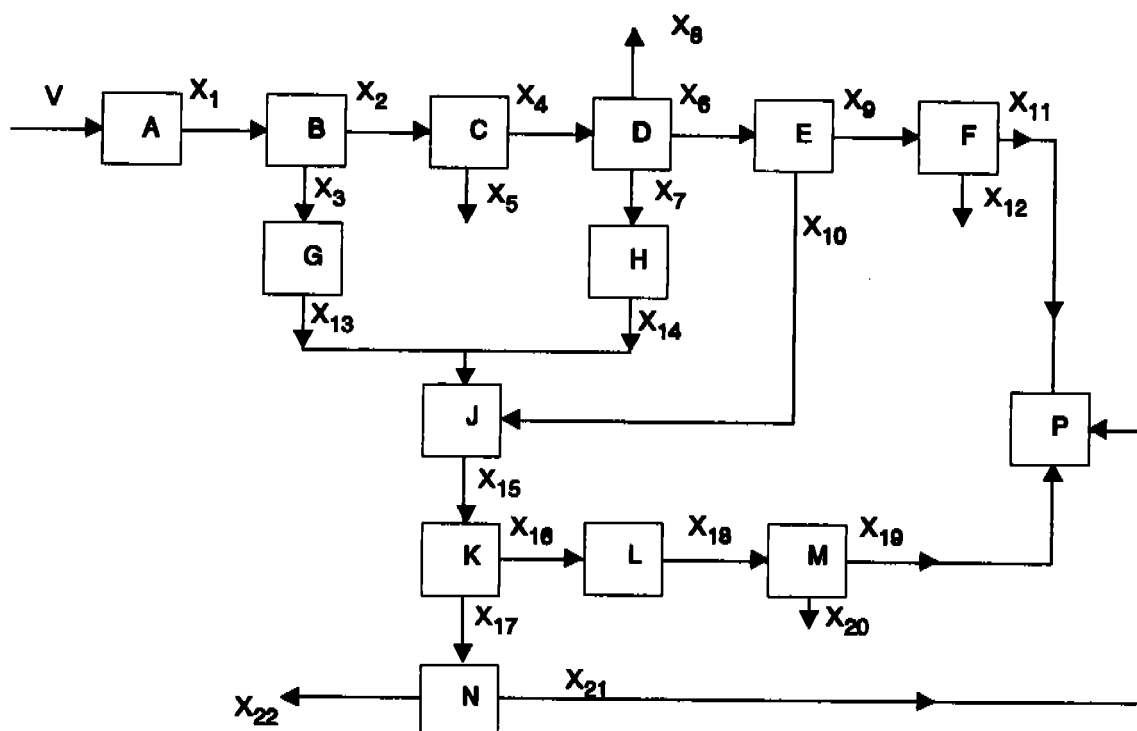 X₈
V
X₁
X₂
X₄
X₆
X₉
X₁₁
A
B
C
D
E
F
X₃
X₅
X₇
X₁₀
X₁₂
G
H
X₁₃
X₁₄
J
P
X₁₅
X₁₆
X₁₈
X₁₉
K
L
M
X₁₇
X₂₀
N
X₂₁
X₂₂